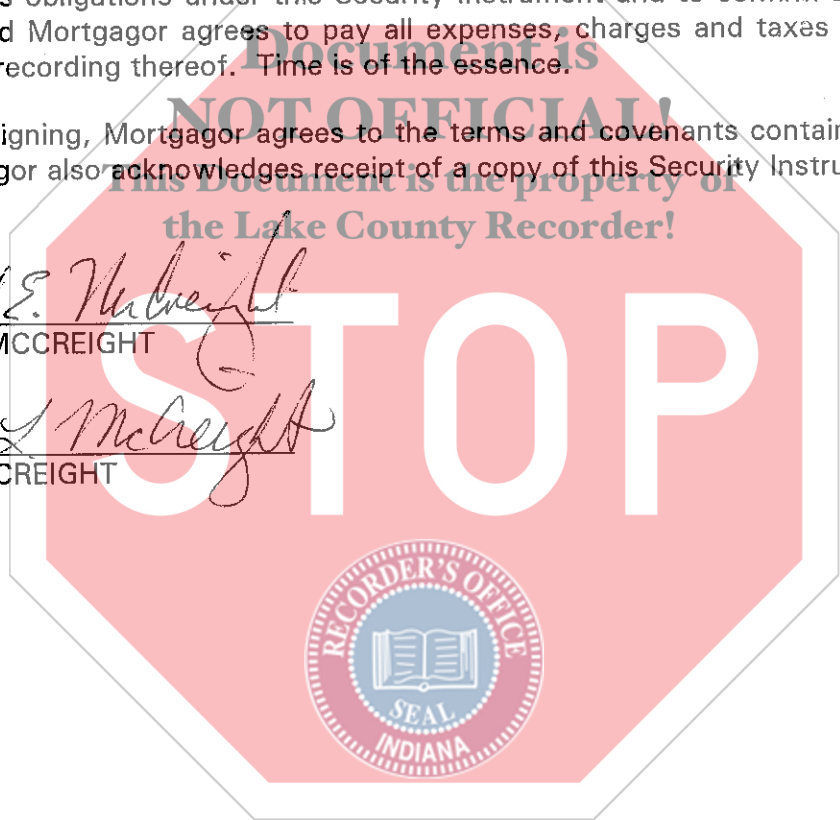 s obligations under this Security Instrument and to
d Mortgagor agrees to pay all expenses, charges and taxes
recording thereof. Time is of the essence.
Document is
NOT OFFICIAL!
igning, Mortgagor agrees to the terms and covenants contain
gor also acknowledges receipt of a copy of this Security Instru
This Document is the property of
the Lake County Recorder!
E. McCreight
MCCREIGHT
L McCreight
CREIGHT
STOP
RECORDER'S OFFICE
SEAL
INDIANA